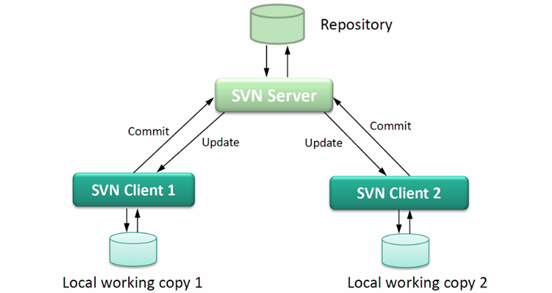 Repository
SVN Server
Commit
Update
Update
Commit
SVN Client 1
SVN Client 2
Local working copy 1
Local working copy 2